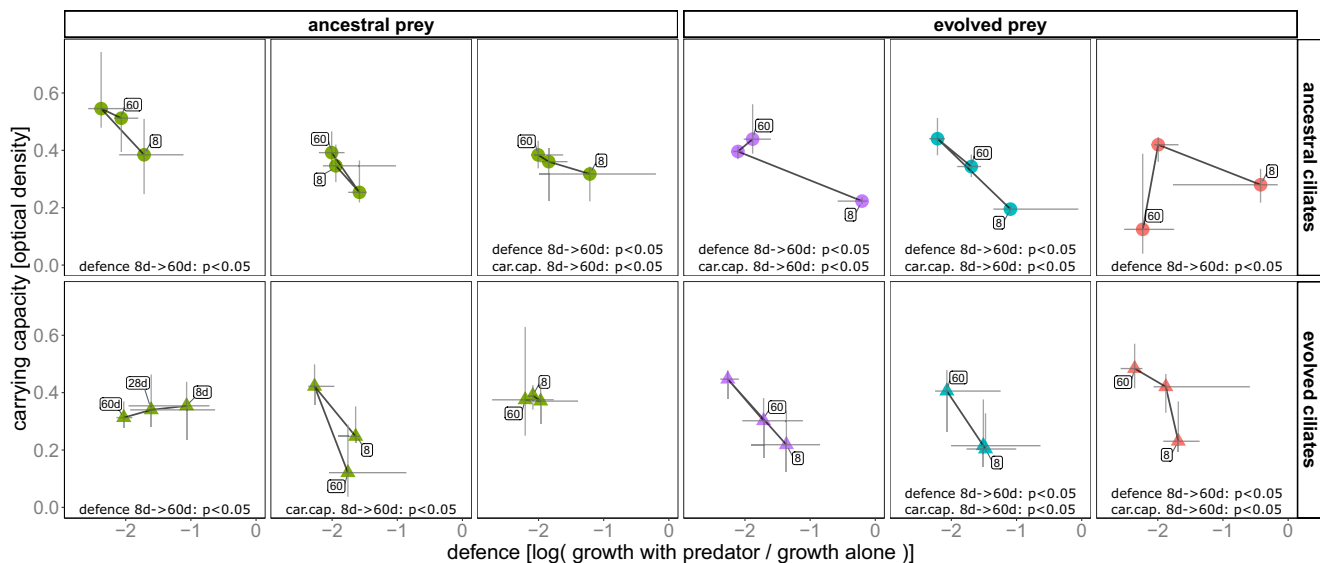 ancestral prey
evolved prey
carrying capacity [optical density]
0.6
0.4
0.2
0.0
60
8
defence 8d->60d: p<0.05
60
8
60
8
defence 8d->60d: p<0.05
car.cap. 8d->60d: p<0.05
60
8
defence 8d->60d: p<0.05
car.cap. 8d->60d: p<0.05
60
8
defence 8d->60d: p<0.05
car.cap. 8d->60d: p<0.05
8
60
defence 8d->60d: p<0.05
ancestral ciliates
0.6
0.4
0.2
0.0
60d
28d
8d
defence 8d->60d: p<0.05
8
60
car.cap. 8d->60d: p<0.05
8
60
60
8
60
8
defence 8d->60d: p<0.05
car.cap. 8d->60d: p<0.05
60
8
defence 8d->60d: p<0.05
car.cap. 8d->60d: p<0.05
evolved ciliates
−2 −1 0 −2 −1 0 −2 −1 0 −2 −1 0 −2 −1 0 −2 −1 0
defence [log( growth with predator / growth alone )]